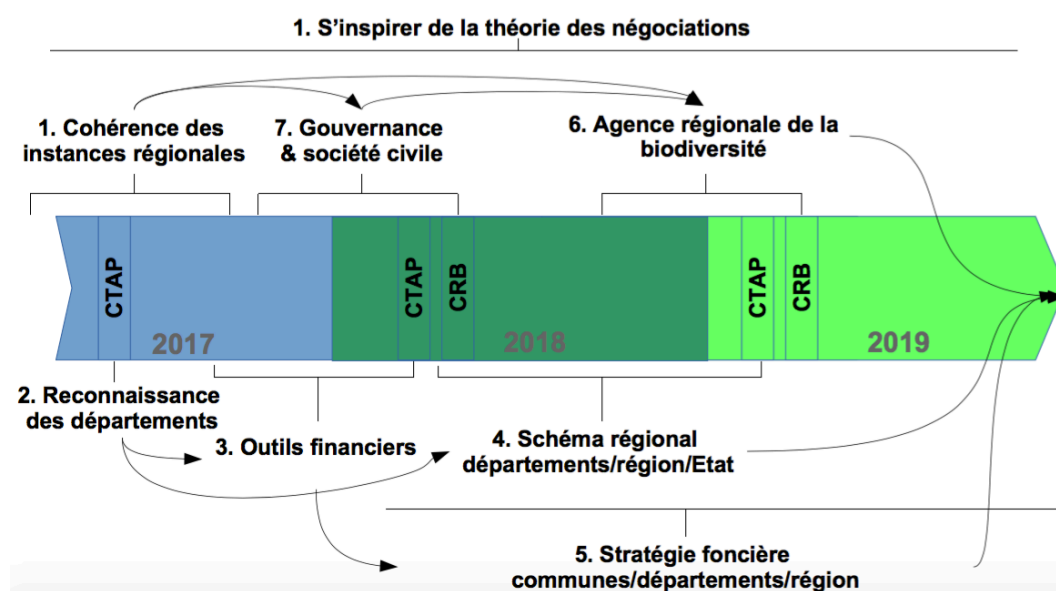 1. S’inspirer de la théorie des négociations
1. Cohérence des
instances régionales
7. Gouvernance
& société civile
6. Agence régionale de la
biodiversité
CTAP
2017
CTAP
CRB
2018
CTAP
CRB
2019
2. Reconnaissance
des départements
3. Outils financiers
4. Schéma régional
départements/région/Etat
5. Stratégie foncière
communes/départements/région